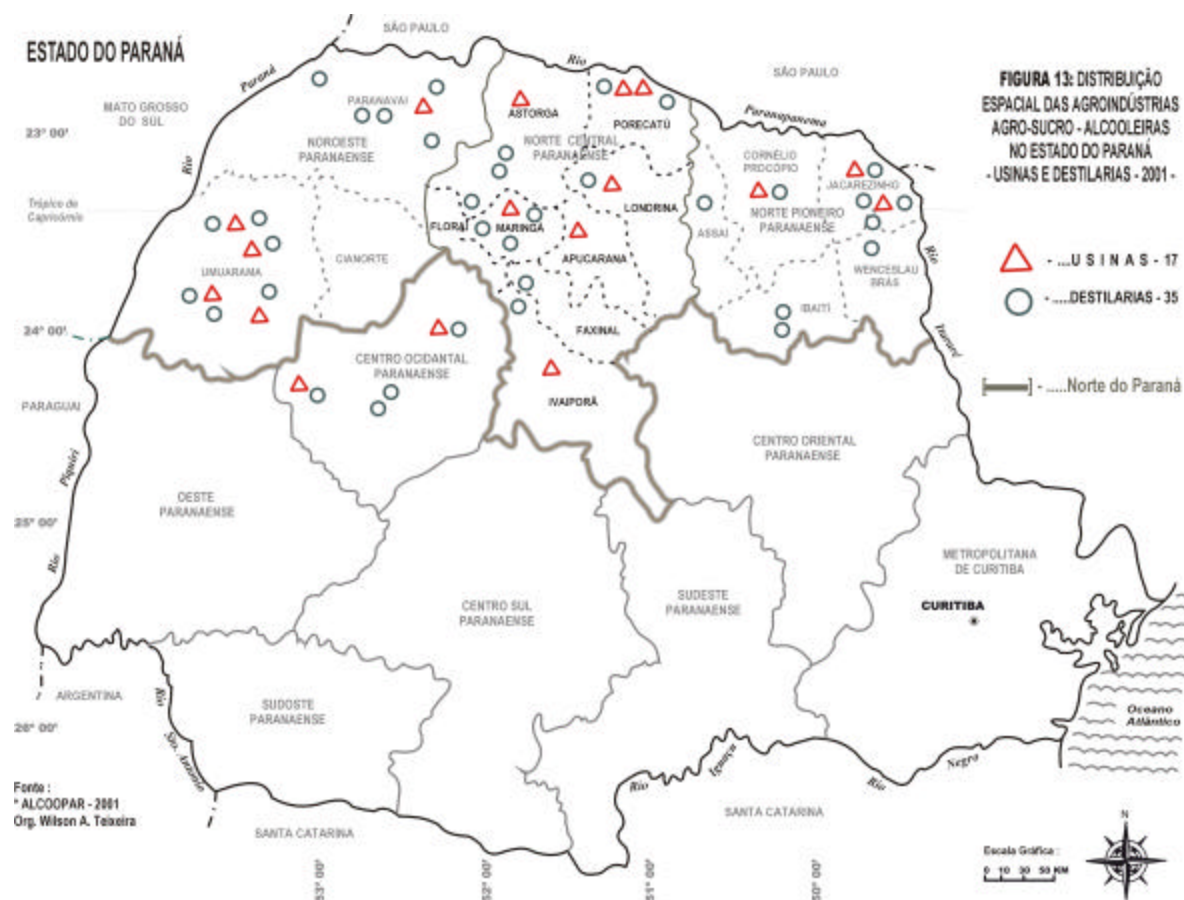 ESTADO DO PARANÁ
SÃO PAULO
SÃO PAULO
MATO GROSSO
DO SUL
Rio
Paraná
Rio
Paranapanema
FIGURA 13: DISTRIBUIÇÃO
ESPACIAL DAS AGROINDÚSTRIAS
AGRO-SUCRO - ALCOOLEIRAS
NO ESTADO DO PARANÁ
- USINAS E DESTILARIAS - 2001 -
23° 00'
PARANAVAÍ
NOROESTE
PARANAENSE
ASTORGA
NORTE CENTRAL
PARANAENSE
PORECATÚ
CORNÉLIO
PROCÓPIO
JACAREZINHO
NORTE PIONEIRO
PARANAENSE
Trópico de
Capricórnio
LONDRINA
FLORAÍ
MARINGÁ
ASSAI
APUCARANA
CIANORTE
UMUARAMA
WENCESLAU
BRÁS
IBAITÍ
FAXINAL
Rio
Itararé
- ...U S I N A S - 17
- ....DESTILARIAS - 35
[ ] - .....Norte do Paraná
24° 00'
CENTRO OCIDANTAL
PARANAENSE
IVAIPORÃ
PARAGUAI
CENTRO ORIENTAL
PARANAENSE
Piquiri
Rio
OESTE
PARANAENSE
25° 00'
METROPOLITANA
DE CURITIBA
CURITIBA
CENTRO SUL
PARANAENSE
SUDESTE
PARANAENSE
ARGENTINA
Rio
Sto. Antonio
SUDOSTE
PARANAENSE
26° 00'
Oceano
Atlântico
Rio
Iguaçu
Rio
Negro
Fonte :
* ALCOOPAR - 2001
Org. Wilson A. Teixeira
SANTA CATARINA
SANTA CATARINA
N
Escala Gráfica :
0 10 30 50 KM
53° 00'
52° 00'
51° 00'
50° 00'